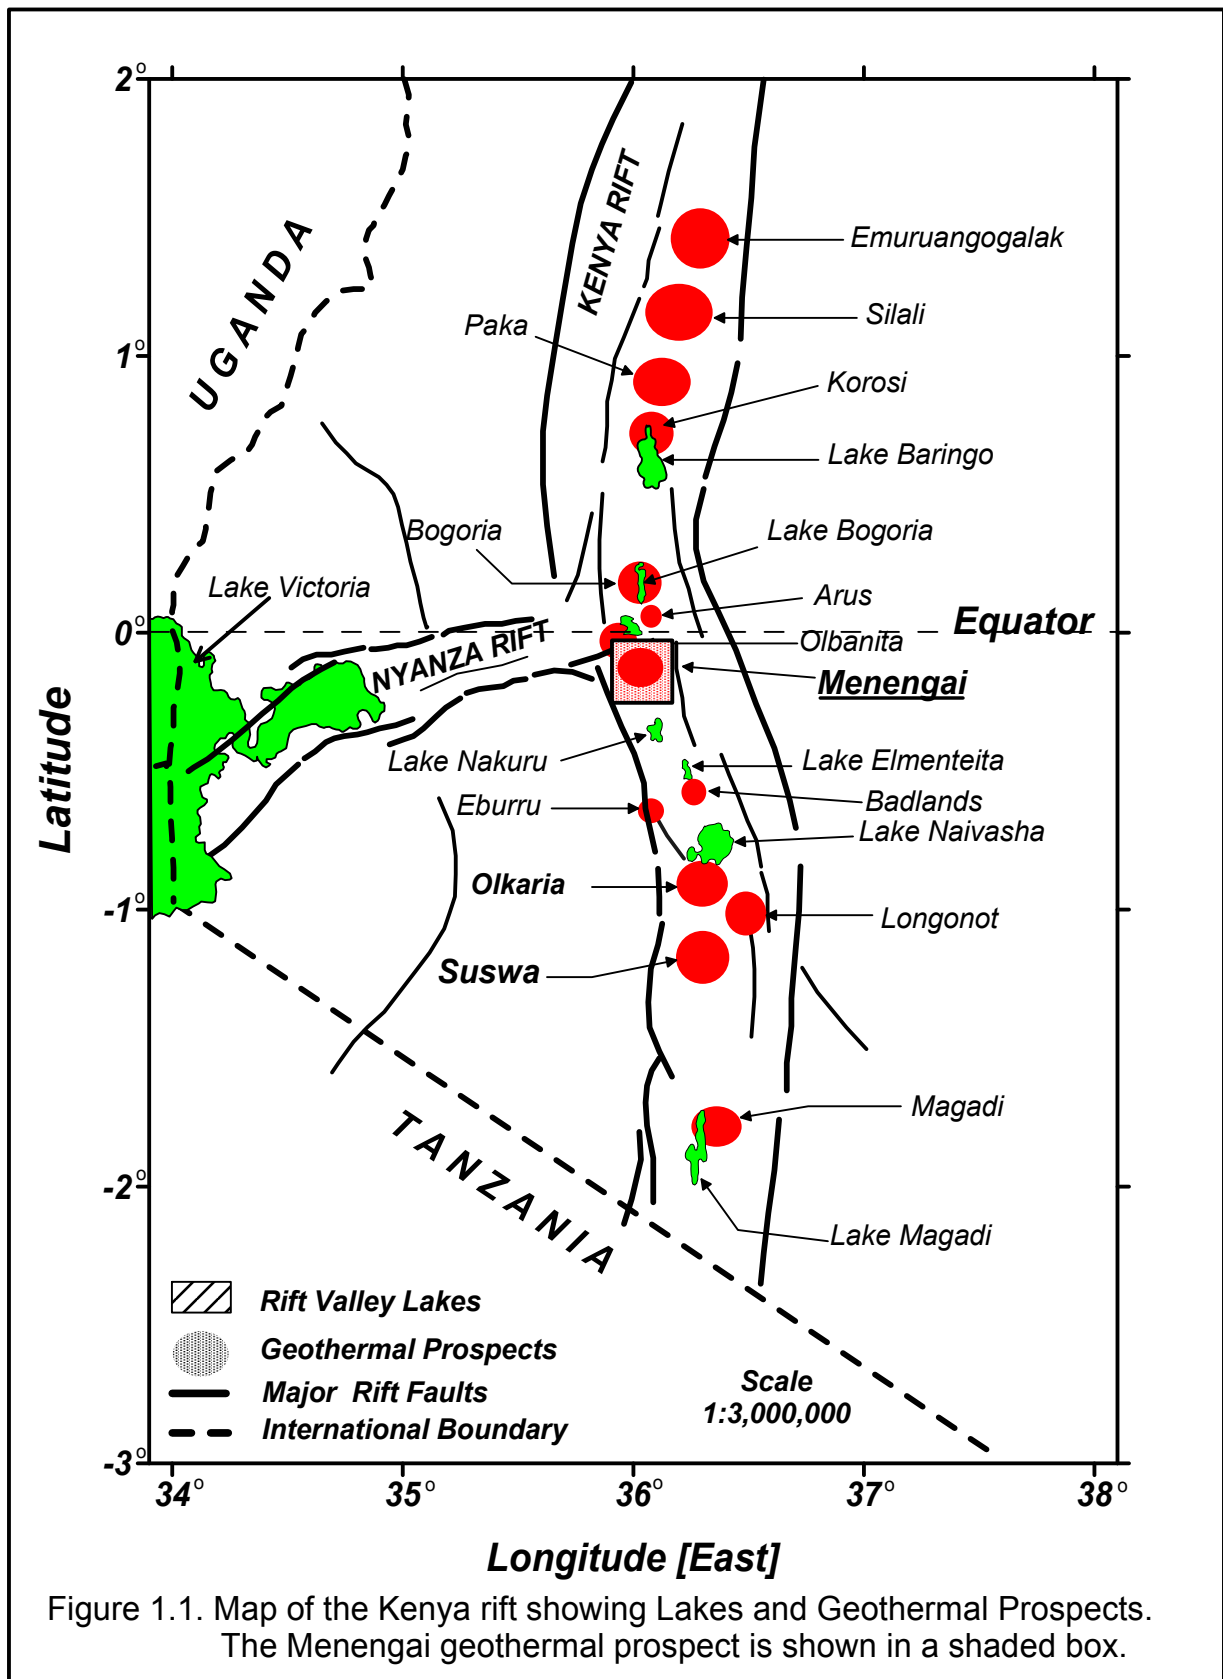 2°
UGANDA
KENYA RIFT
Emuruangogalak
Silali
Paka
1°
Korosi
Lake Baringo
Bogoria
Lake Bogoria
Lake Victoria
Arus
0°
Equator
NYANZA RIFT
Olbanita
Menengai
Latitude
Lake Nakuru
Lake Elmenteita
Eburru
Badlands
Lake Naivasha
Olkaria
-1°
Longonot
Suswa
Magadi
TANZANIA
-2°
Lake Magadi
Rift Valley Lakes
Geothermal Prospects
Major Rift Faults
International Boundary
Scale
1:3,000,000
-3°
34°
35°
36°
37°
38°
Longitude [East]
Figure 1.1. Map of the Kenya rift showing Lakes and Geothermal Prospects.
The Menengai geothermal prospect is shown in a shaded box.